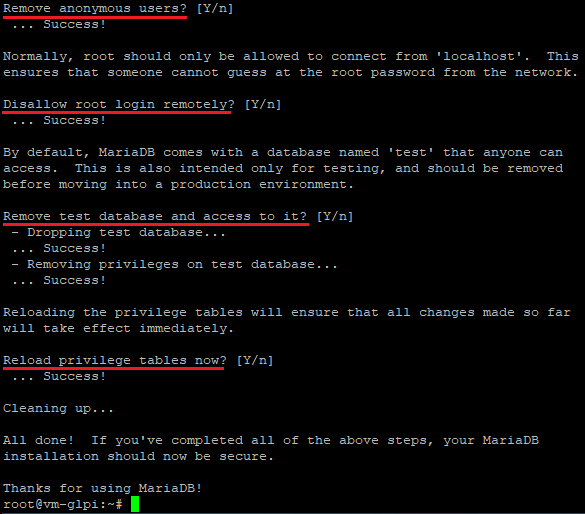 Remove anonymous users? [Y/n]
 ... Success!
Normally, root should only be allowed to connect from 'localhost'.  This
ensures that someone cannot guess at the root password from the network.
Disallow root login remotely? [Y/n]
 ... Success!
By default, MariaDB comes with a database named 'test' that anyone can
access.  This is also intended only for testing, and should be removed
before moving into a production environment.
Remove test database and access to it? [Y/n]
 - Dropping test database...
 ... Success!
 - Removing privileges on test database...
 ... Success!
Reloading the privilege tables will ensure that all changes made so far
will take effect immediately.
Reload privilege tables now? [Y/n]
 ... Success!
Cleaning up...
All done!  If you've completed all of the above steps, your MariaDB
installation should now be secure.
Thanks for using MariaDB!
root@vm-glpi:~#